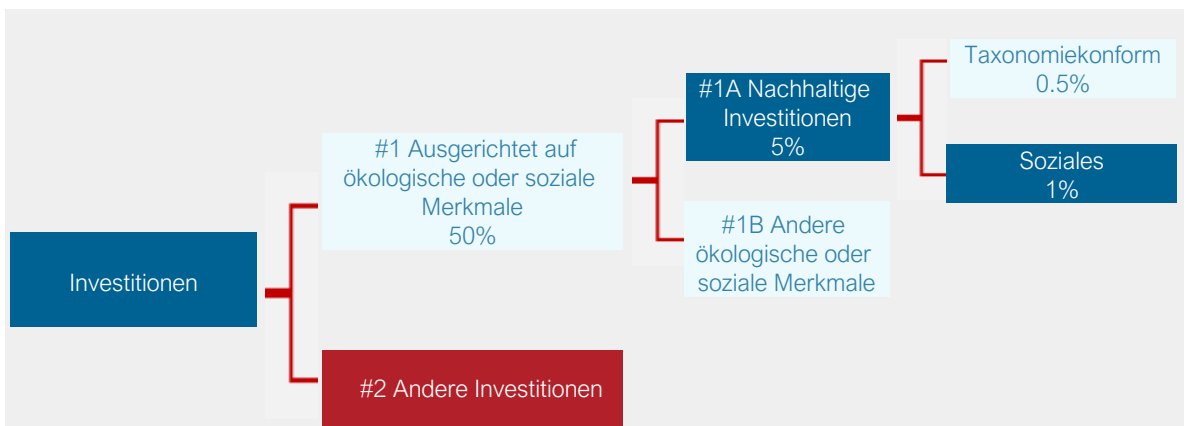 Investitionen
#1 Ausgerichtet auf
ökologische oder soziale
Merkmale
50%
#2 Andere Investitionen
#1A Nachhaltige
Investitionen
5%
#1B Andere
ökologische oder
soziale Merkmale
Taxonomiekonform
0.5%
Soziales
1%